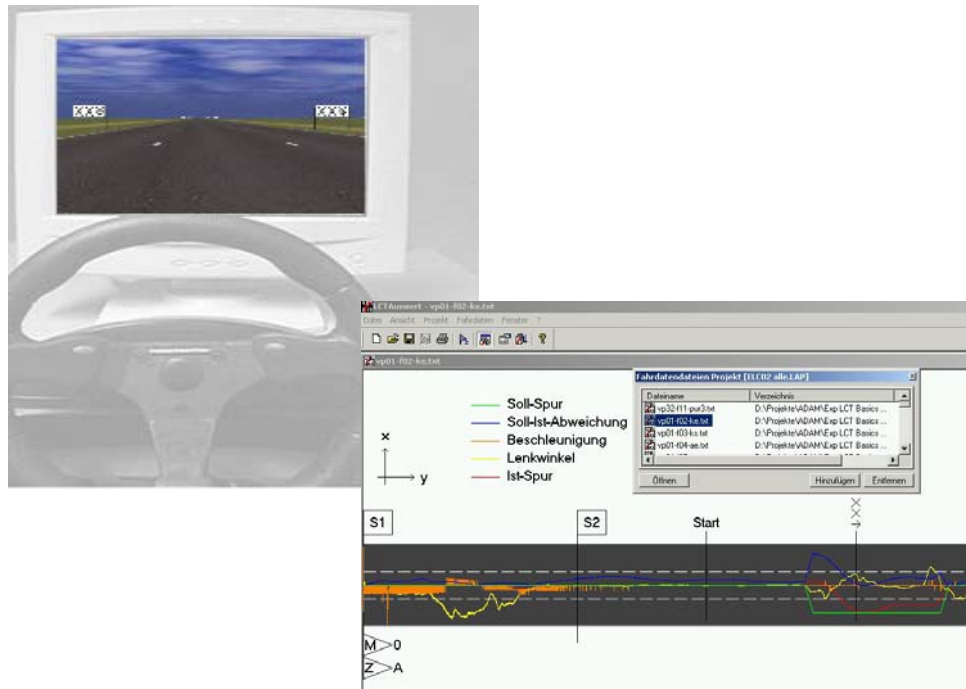 LCTAuswert - vp01-f02-ke.txt
Datei Ansicht Projekt Fahrdaten Fenster ?
vp01-f02-ke.txt
Fahrdatendateien Projekt [ELC02 alle.LAP]
Dateiname Verzeichnis
vp32-f11-pur3.txt D:\Projekte\ADAM\Exp LCT Basics ...
vp01-f02-ke.txt D:\Projekte\ADAM\Exp LCT Basics ...
vp01-f03-ks.txt D:\Projekte\ADAM\Exp LCT Basics ...
vp01-f04-ae.txt D:\Projekte\ADAM\Exp LCT Basics ...
Öffnen Hinzufügen Entfernen
Soll-Spur
Soll-Ist-Abweichung
Beschleunigung
Lenkwinkel
Ist-Spur
x
y
S1 S2 Start XX↓
M 0
Z A